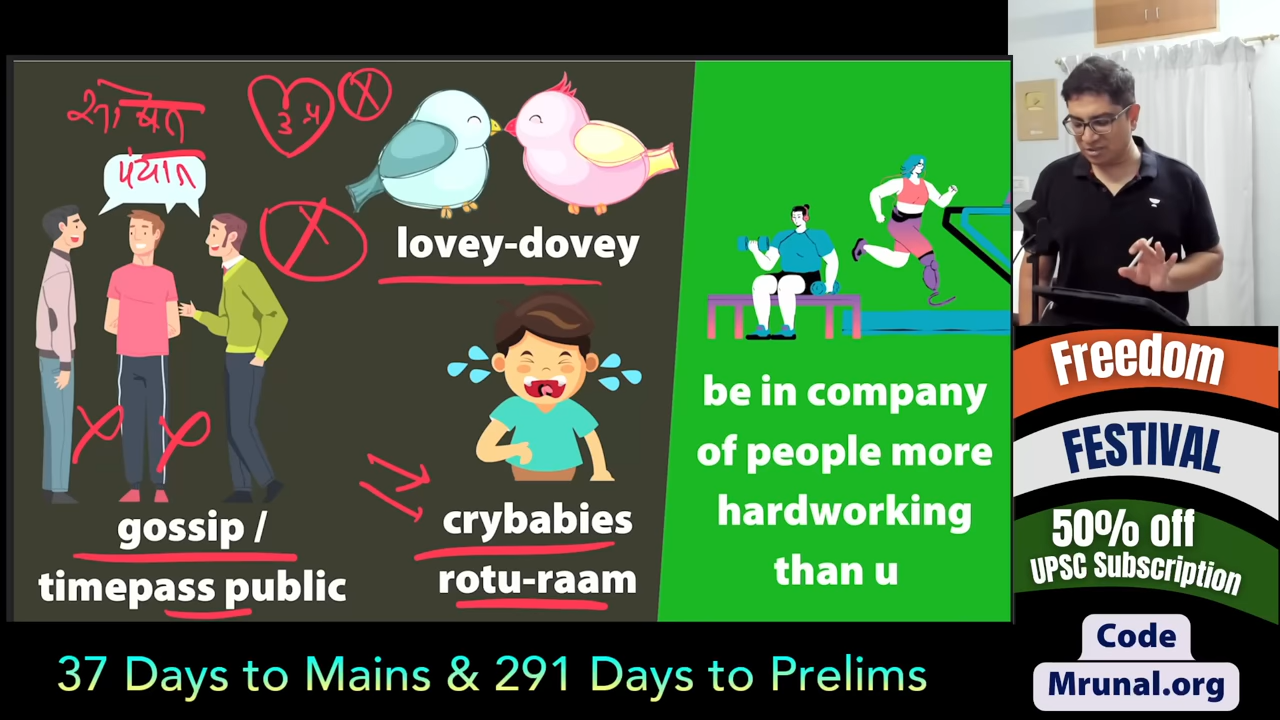 सोबत
lovey-dovey
gossip /
timepass public
crybabies
rotu-raam
be in company
of people more
hardworking
than u
Freedom
FESTIVAL
50% off
UPSC Subscription
Code
Mrunal.org
37 Days to Mains & 291 Days to Prelims